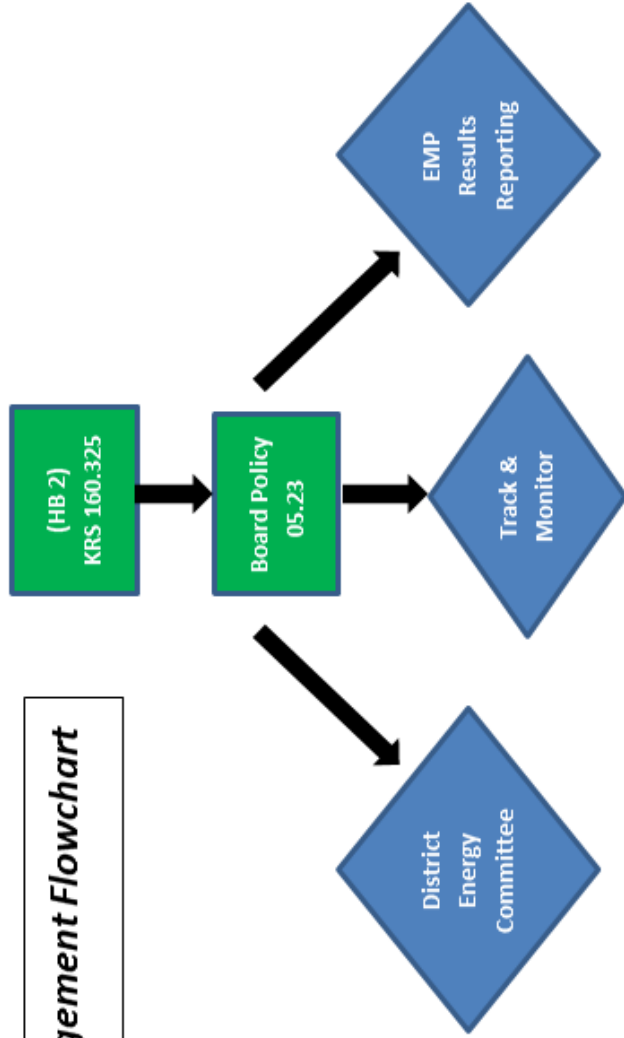 gement Flowchart
(HB 2)
KRS 160.325
Board Policy
05.23
District
Energy
Committee
Track &
Monitor
EMP
Results
Reporting